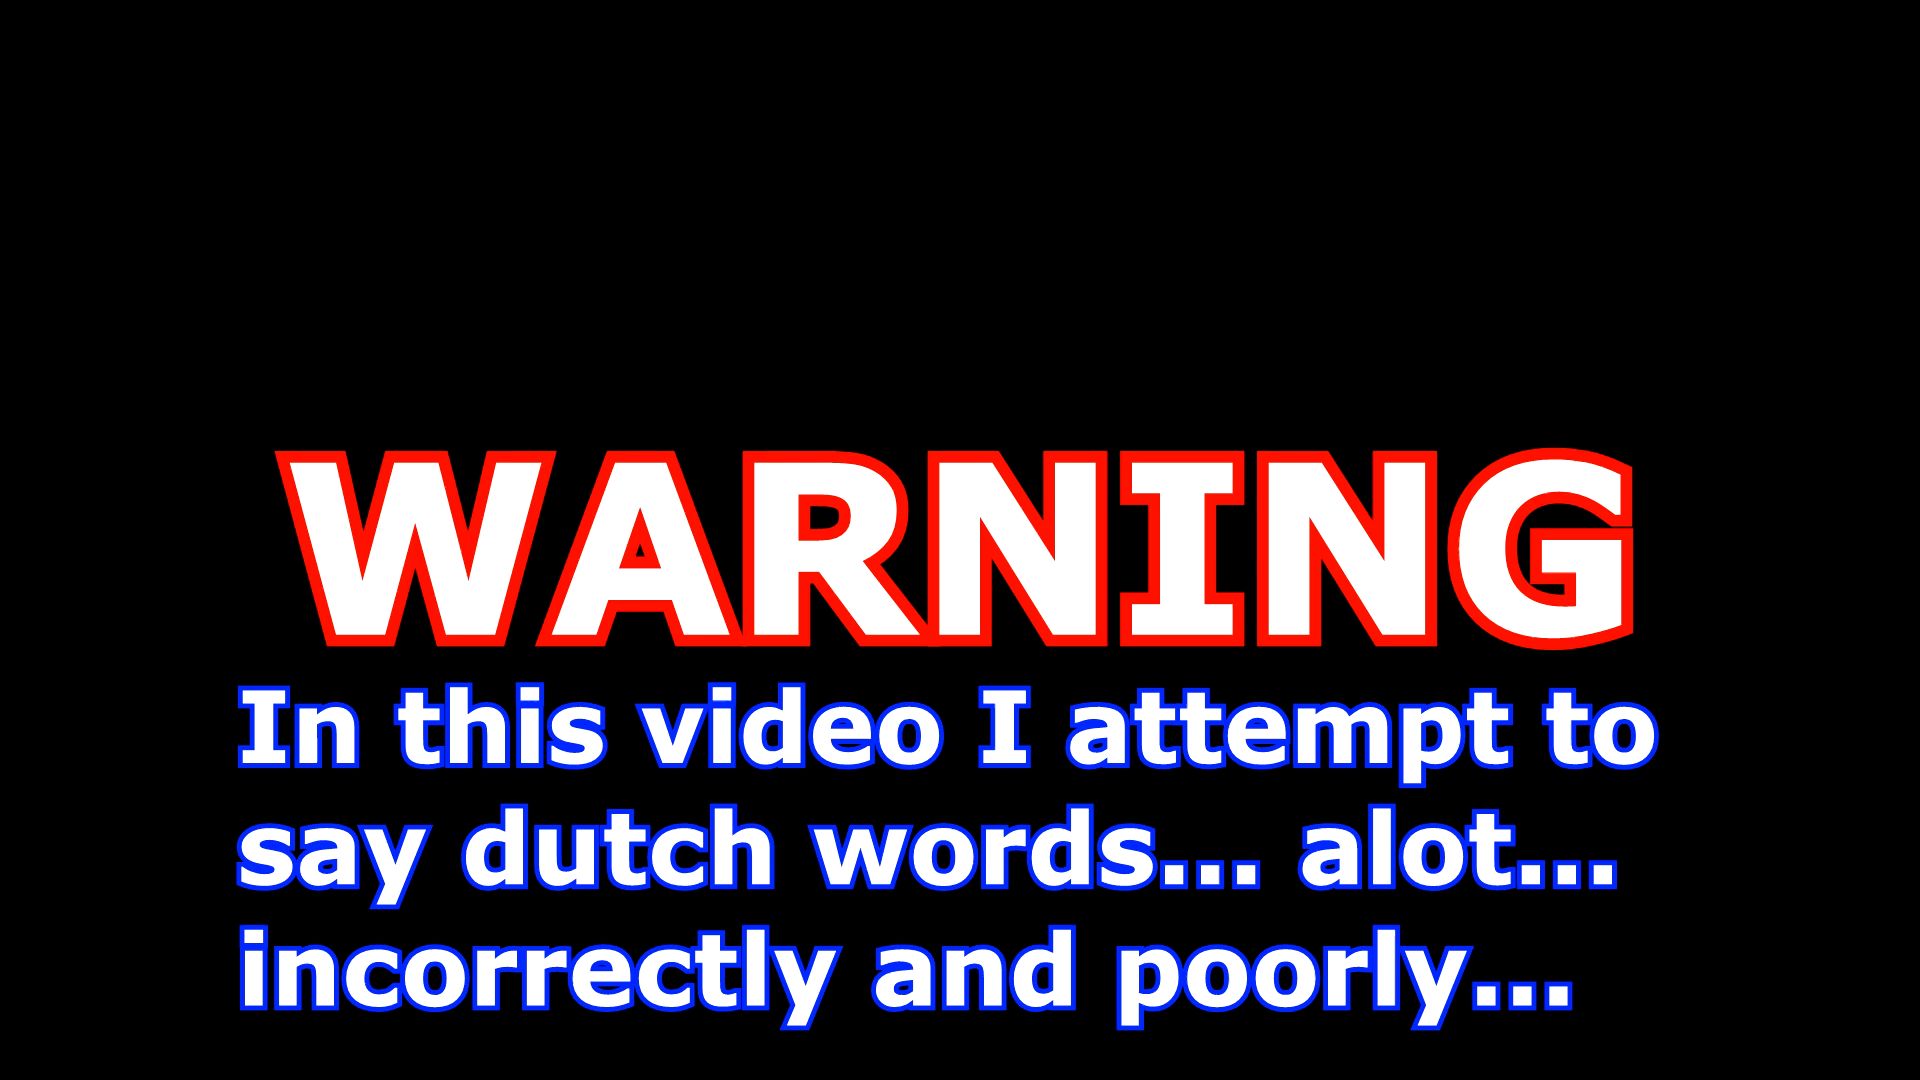 WARNING
In this video I attempt to
say dutch words... alot...
incorrectly and poorly...